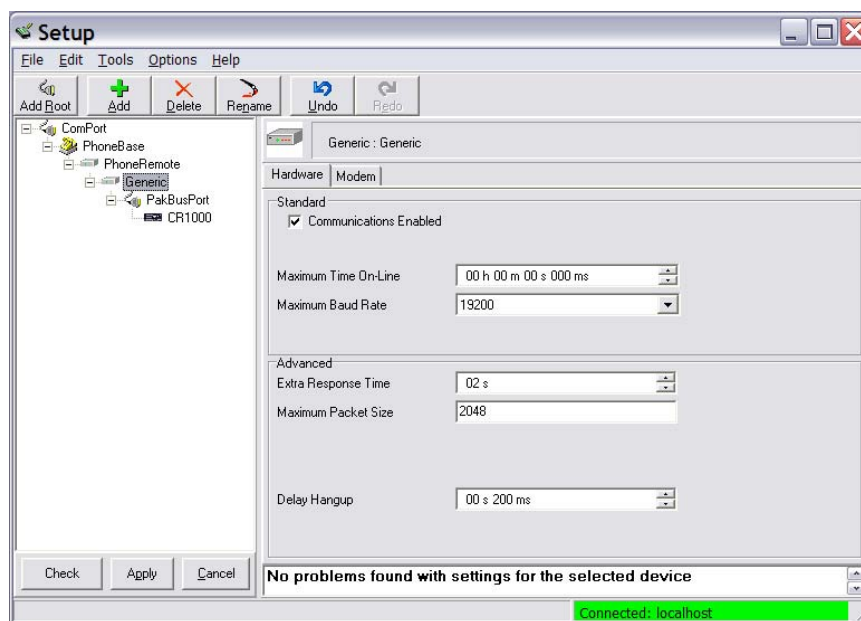 Setup
File Edit Tools Options Help
Add Root Add Delete Rename Undo Redo
ComPort
PhoneBase
PhoneRemote
Generic
PakBusPort
CR1000
Generic : Generic
Hardware Modem
Standard
Communications Enabled
Maximum Time On-Line 00 h 00 m 00 s 000 ms
Maximum Baud Rate 19200
Advanced
Extra Response Time 02 s
Maximum Packet Size 2048
Delay Hangup 00 s 200 ms
Check Apply Cancel
No problems found with settings for the selected device
Connected: localhost